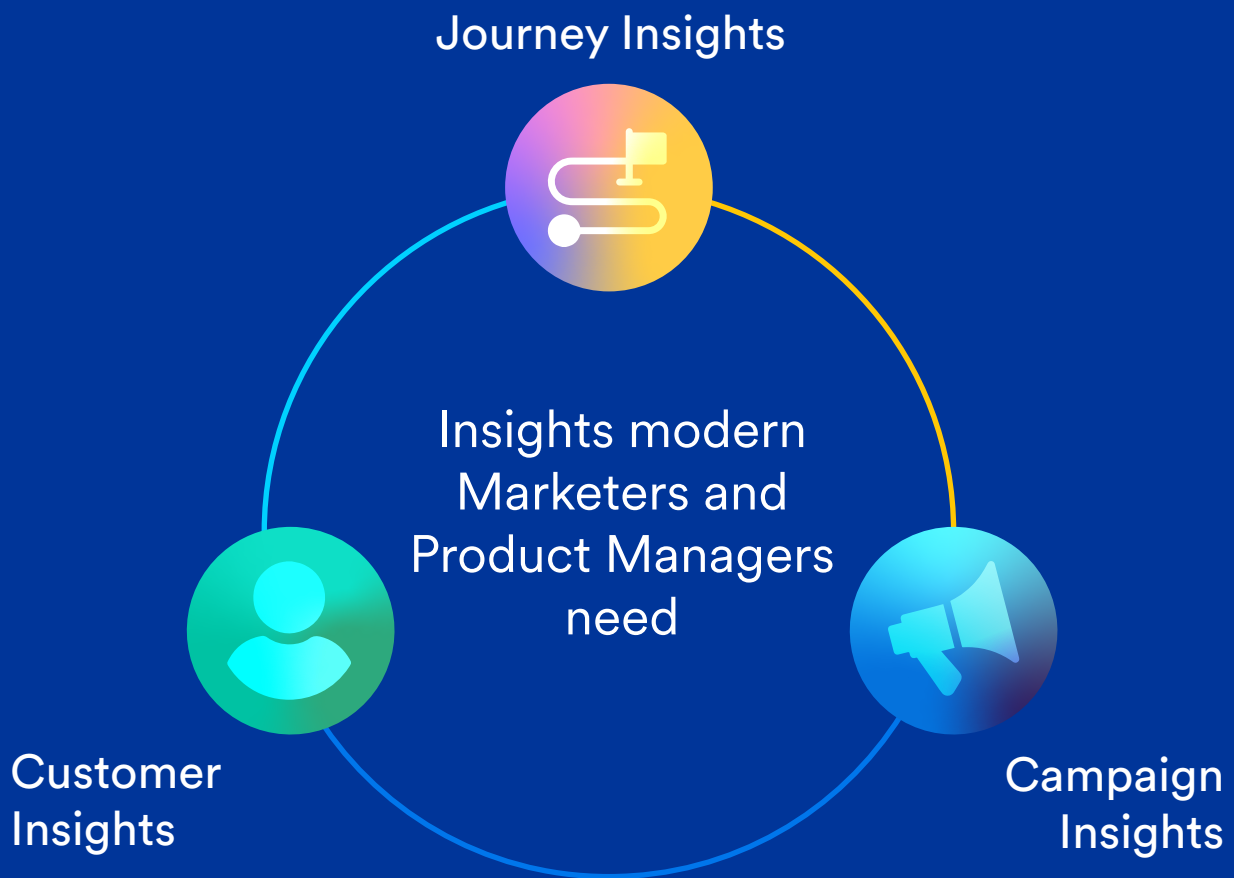 Journey Insights
Insights modern
Marketers and
Product Managers
need
Customer
Insights
Campaign
Insights